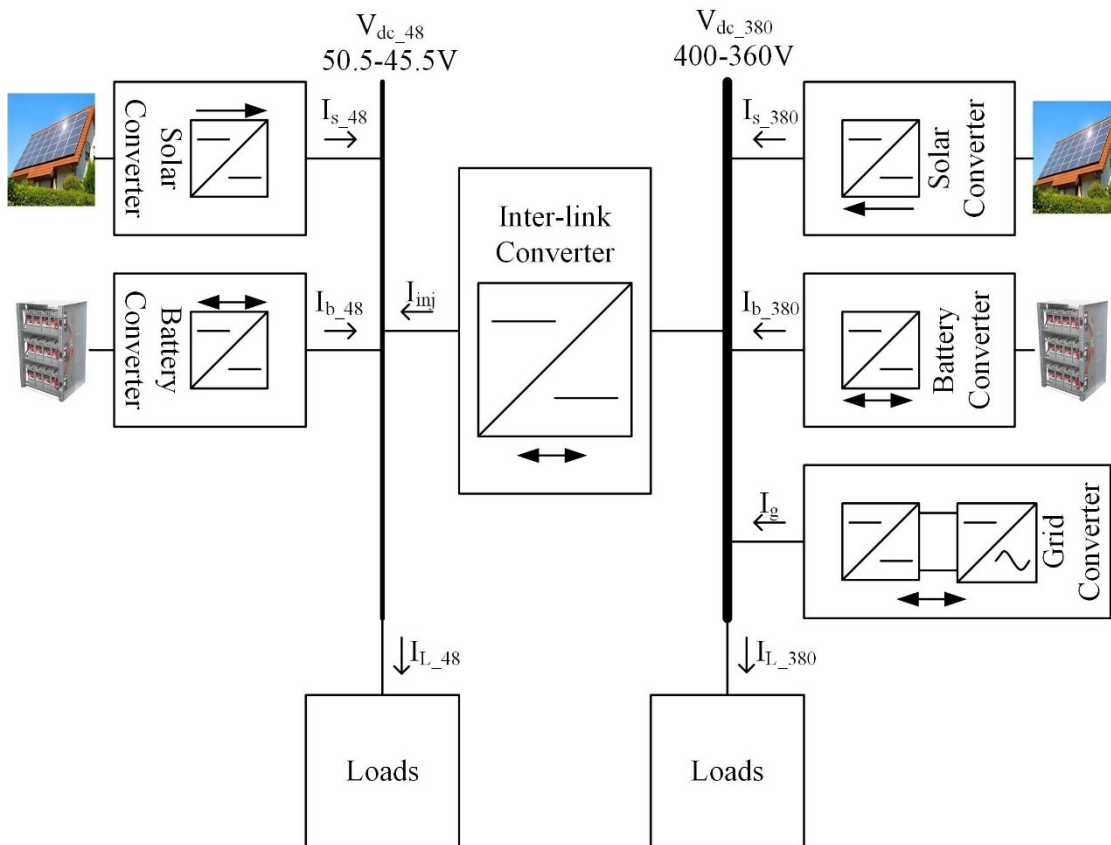 V_dc_48
50.5-45.5V
V_dc_380
400-360V
Solar
Converter
I_s_48
I_s_380
Solar
Converter
Inter-link
Converter
Battery
Converter
I_b_48
I_inj
I_b_380
Battery
Converter
I_g
Grid
Converter
I_L_48
I_L_380
Loads
Loads